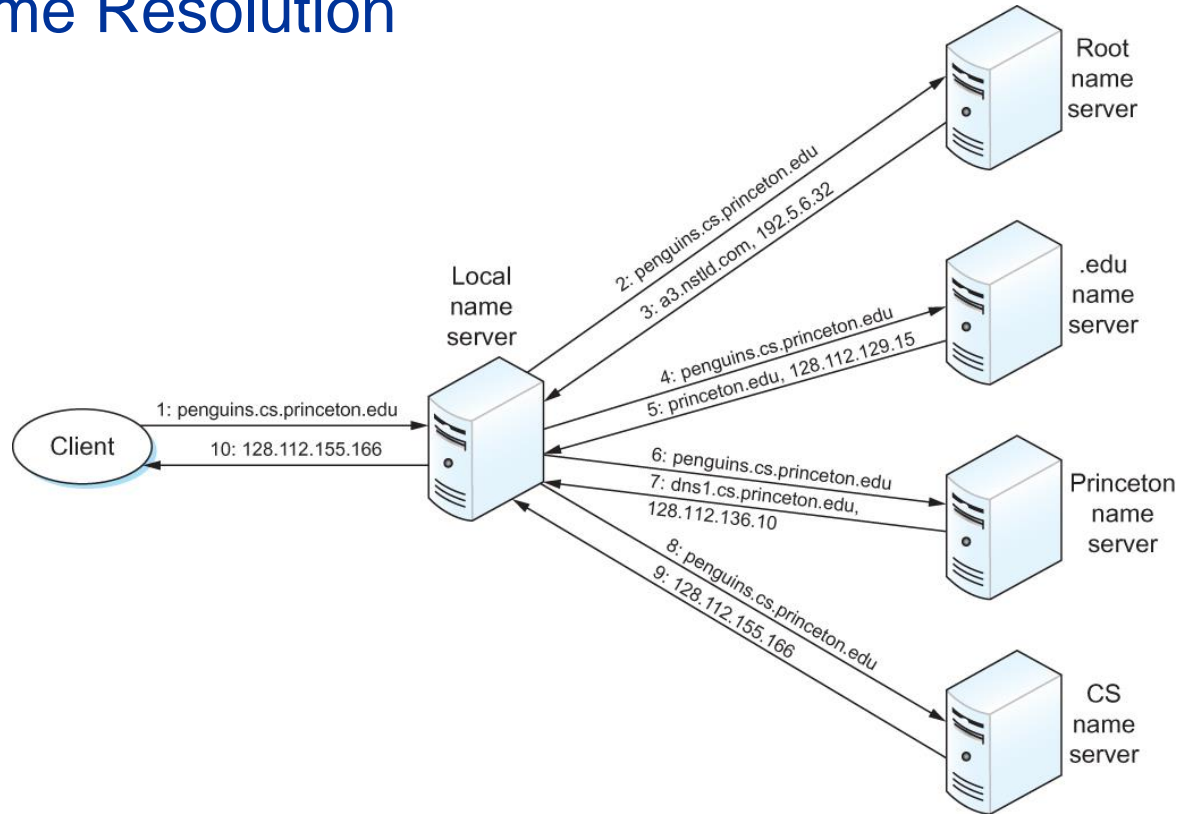 me Resolution
Root
name
server
2: penguins.cs.princeton.edu
3: a3.nstld.com, 192.5.6.32
Local
name
server
.edu
name
server
4: penguins.cs.princeton.edu
5: princeton.edu, 128.112.129.15
1: penguins.cs.princeton.edu
Client
10: 128.112.155.166
6: penguins.cs.princeton.edu
7: dns1.cs.princeton.edu,
128.112.136.10
Princeton
name
server
8: penguins.cs.princeton.edu
9: 128.112.155.166
CS
name
server